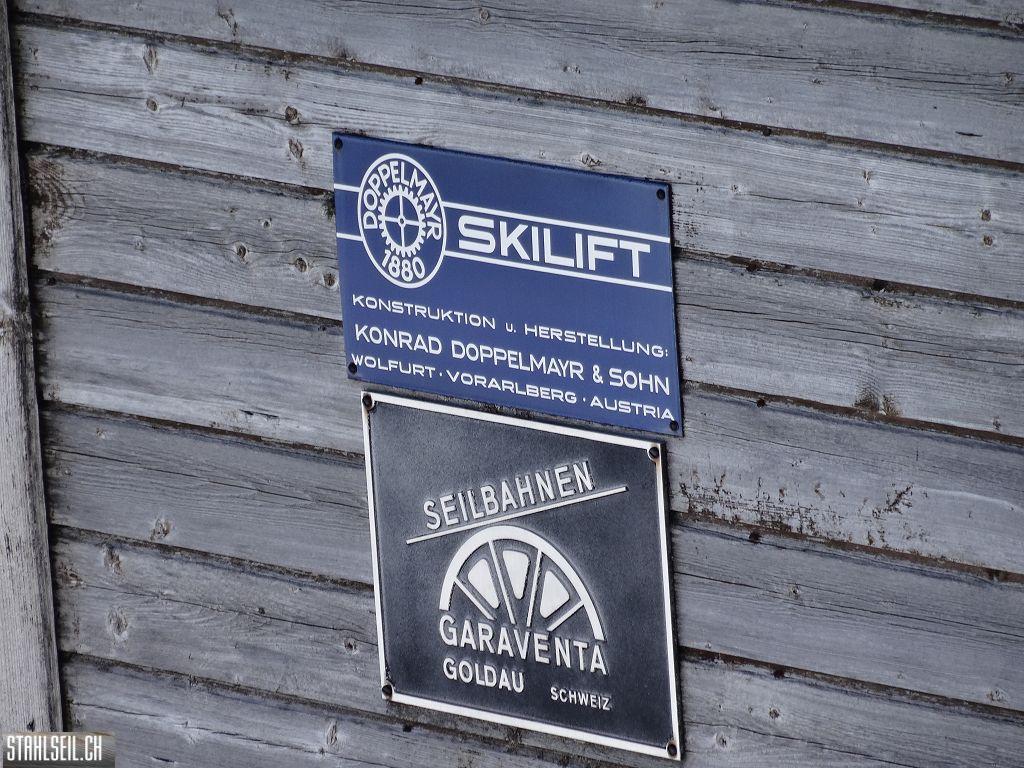 DOPPELMAYR
1880
SKILIFT
KONSTRUKTION u. HERSTELLUNG:
KONRAD DOPPELMAYR & SOHN
WOLFURT · VORARLBERG · AUSTRIA
SEILBAHNEN
GARAVENTA
GOLDAU SCHWEIZ
STAHLSEIL.CH